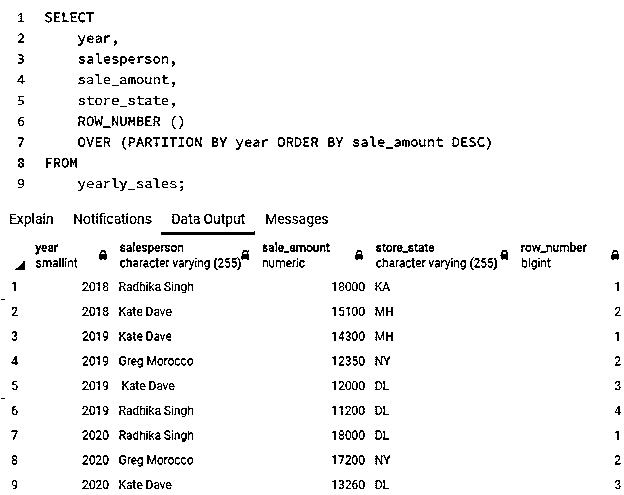 1 SELECT
2 year,
3 salesperson,
4 sale_amount,
5 store_state,
6 ROW_NUMBER ()
7 OVER (PARTITION BY year ORDER BY sale_amount DESC)
8 FROM
9 yearly_sales;
Explain Notifications Data Output Messages
year salesperson sale_amount store_state row_number
smallint character varying (255) numeric character varying (255) bigint
1 2018 Radhika Singh 18000 KA 1
2 2018 Kate Dave 15100 MH 2
3 2019 Kate Dave 14300 MH 1
4 2019 Greg Morocco 12350 NY 2
5 2019 Kate Dave 12000 DL 3
6 2019 Radhika Singh 11200 DL 4
7 2020 Radhika Singh 18000 DL 1
8 2020 Greg Morocco 17200 NY 2
9 2020 Kate Dave 13260 DL 3